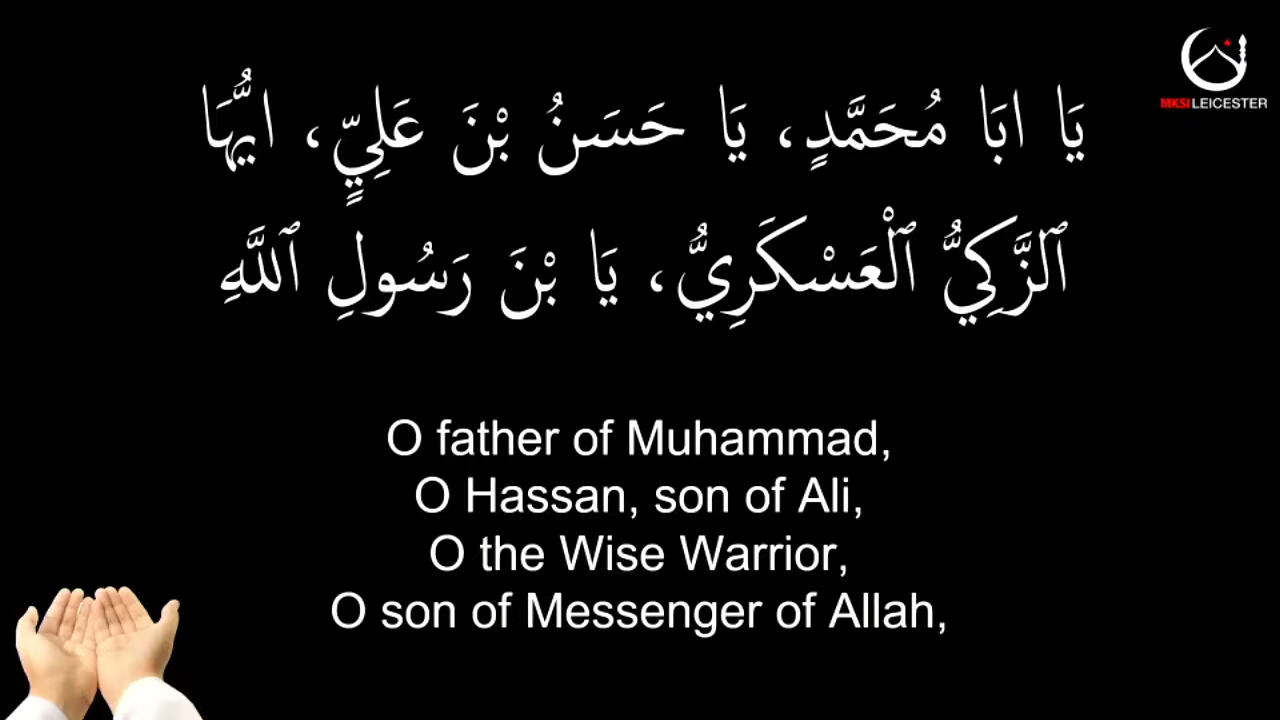 MKSI LEICESTER
يَا ابَا مُحَمَّدٍ، يَا حَسَنُ بْنَ عَلِيٍّ، ايُّهَا
ٱلزَّكِيُّ ٱلْعَسْكَرِيُّ، يَا بْنَ رَسُولِ ٱللَّهِ
O father of Muhammad,
O Hassan, son of Ali,
O the Wise Warrior,
O son of Messenger of Allah,